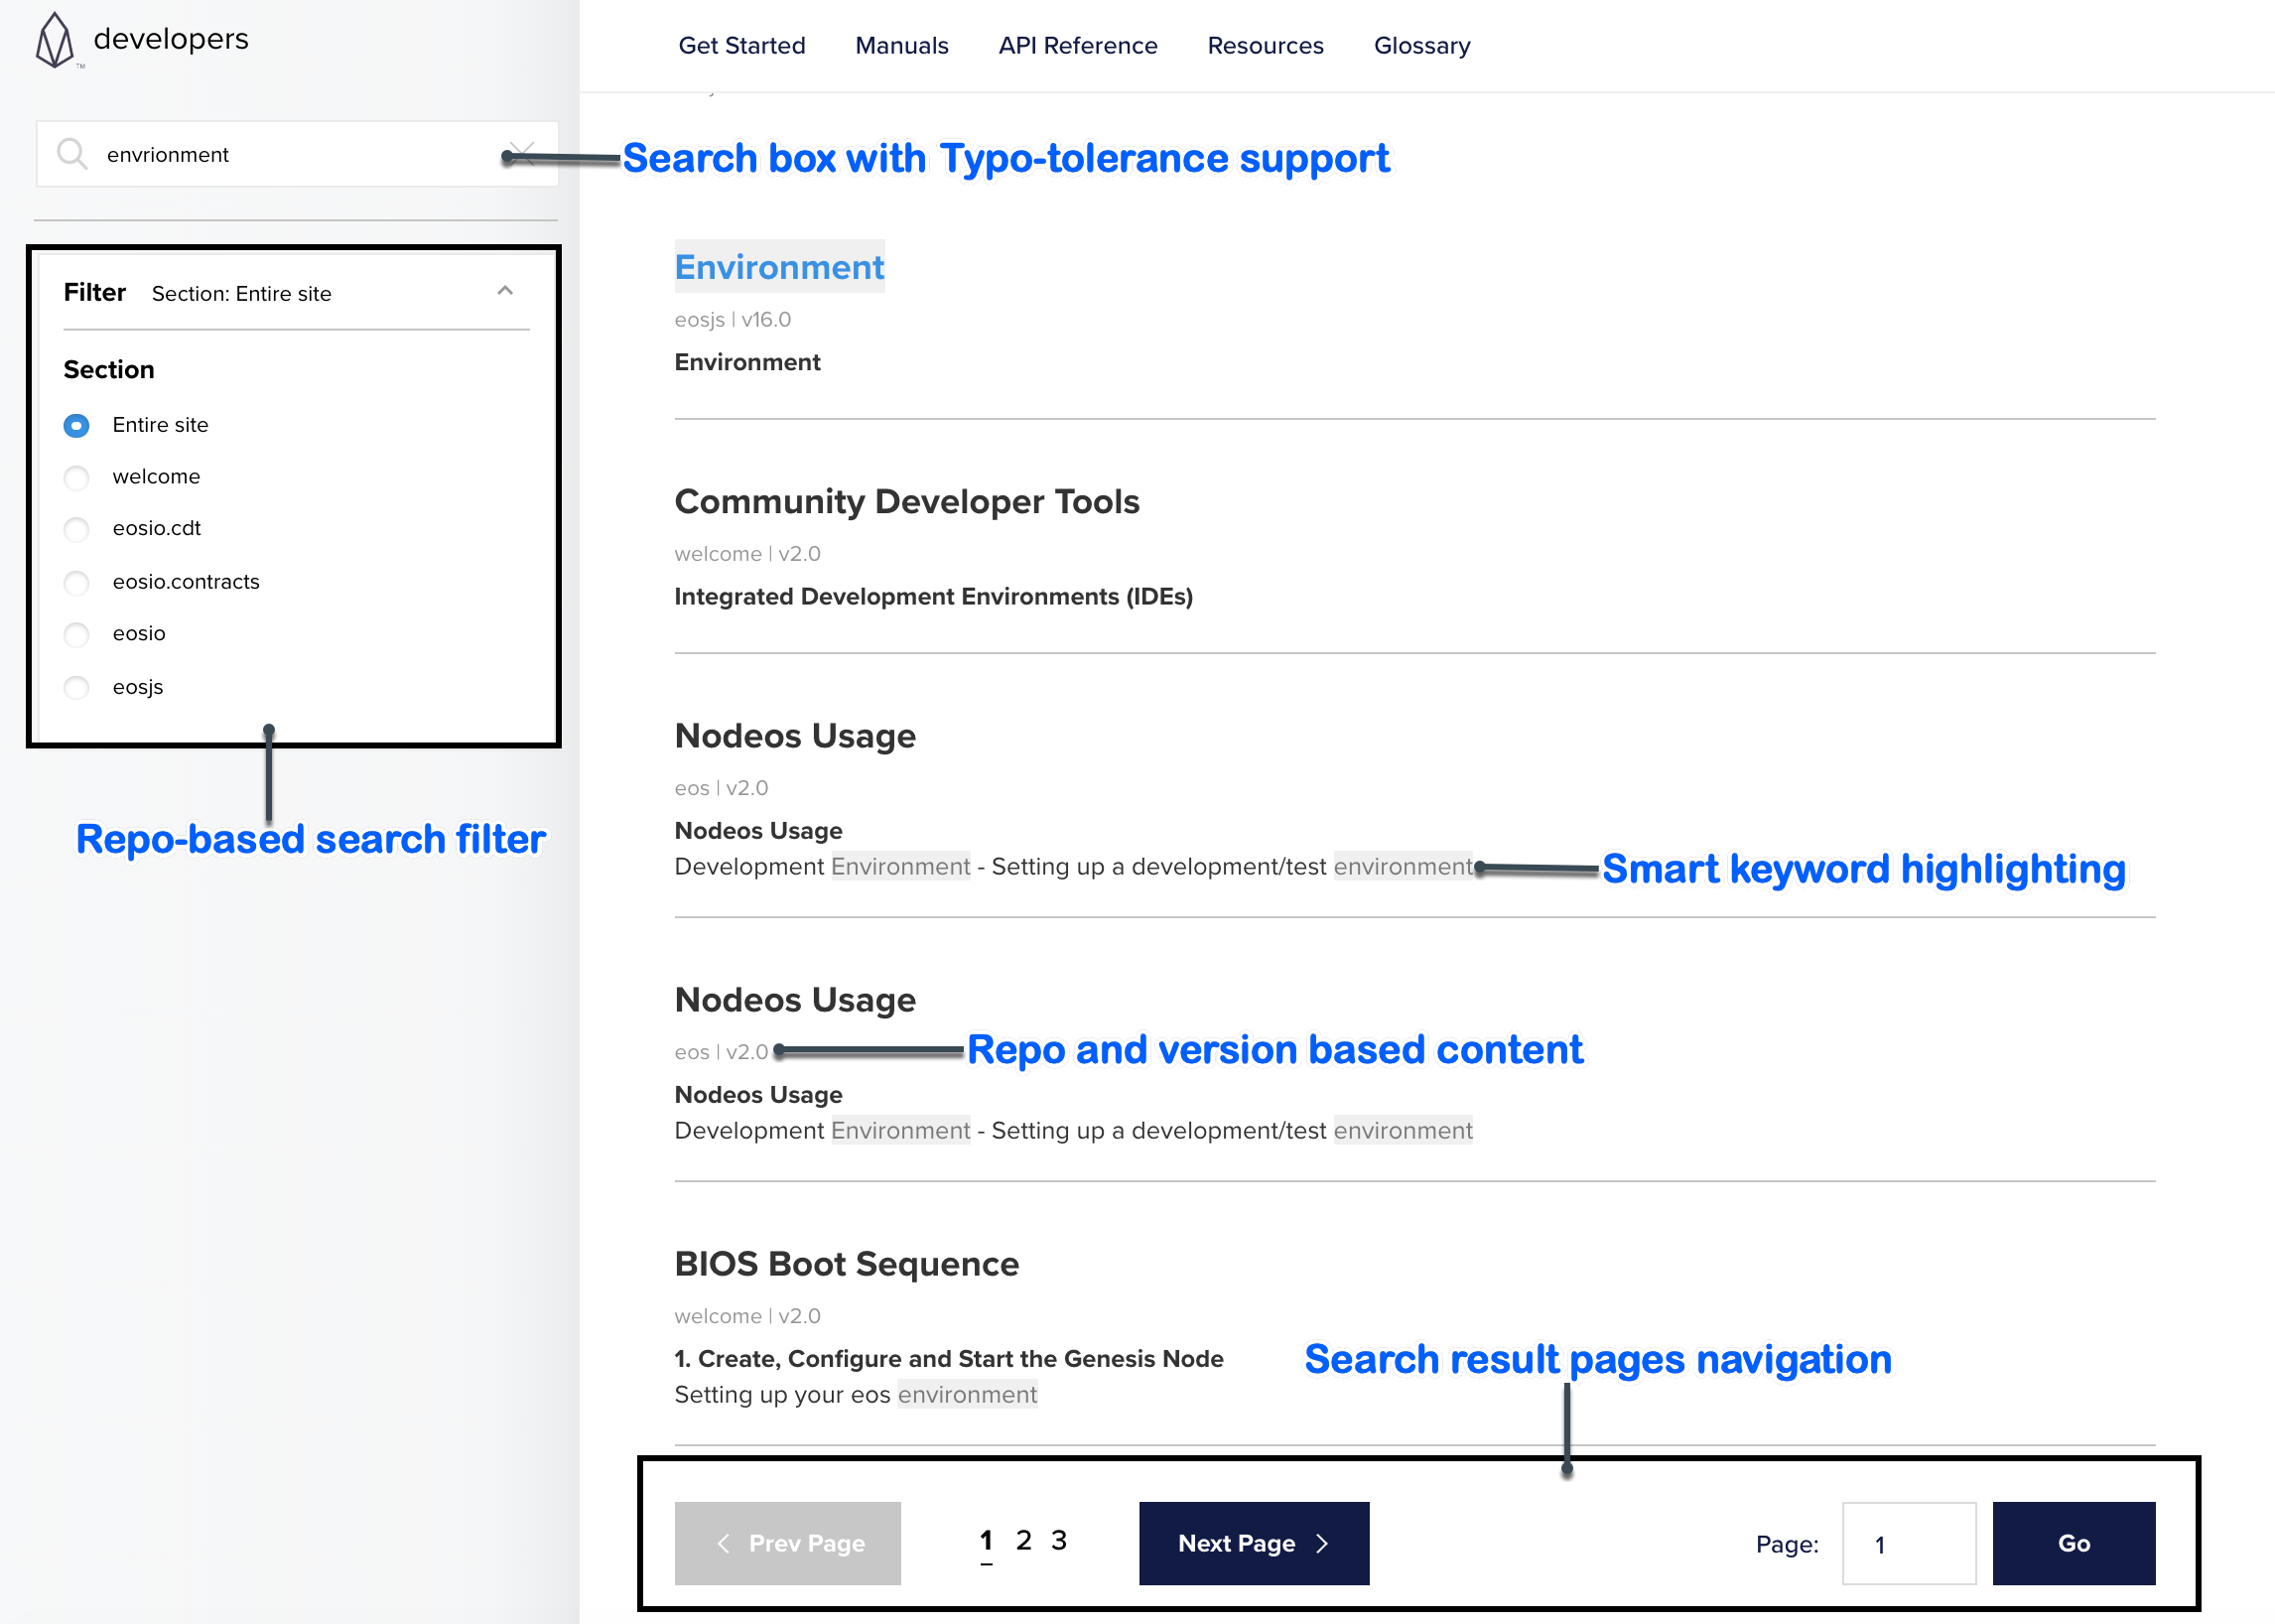 developers
TM
Get Started Manuals API Reference Resources Glossary
envrionment
Search box with Typo-tolerance support
Filter Section: Entire site
Section
Entire site
welcome
eosio.cdt
eosio.contracts
eosio
eosjs
Repo-based search filter
Environment
eosjs | v16.0
Environment
Community Developer Tools
welcome | v2.0
Integrated Development Environments (IDEs)
Nodeos Usage
eos | v2.0
Nodeos Usage
Development Environment - Setting up a development/test environment
Smart keyword highlighting
Nodeos Usage
eos | v2.0
Repo and version based content
Nodeos Usage
Development Environment - Setting up a development/test environment
BIOS Boot Sequence
welcome | v2.0
1. Create, Configure and Start the Genesis Node
Setting up your eos environment
Search result pages navigation
Prev Page 1 2 3 Next Page Page: 1 Go